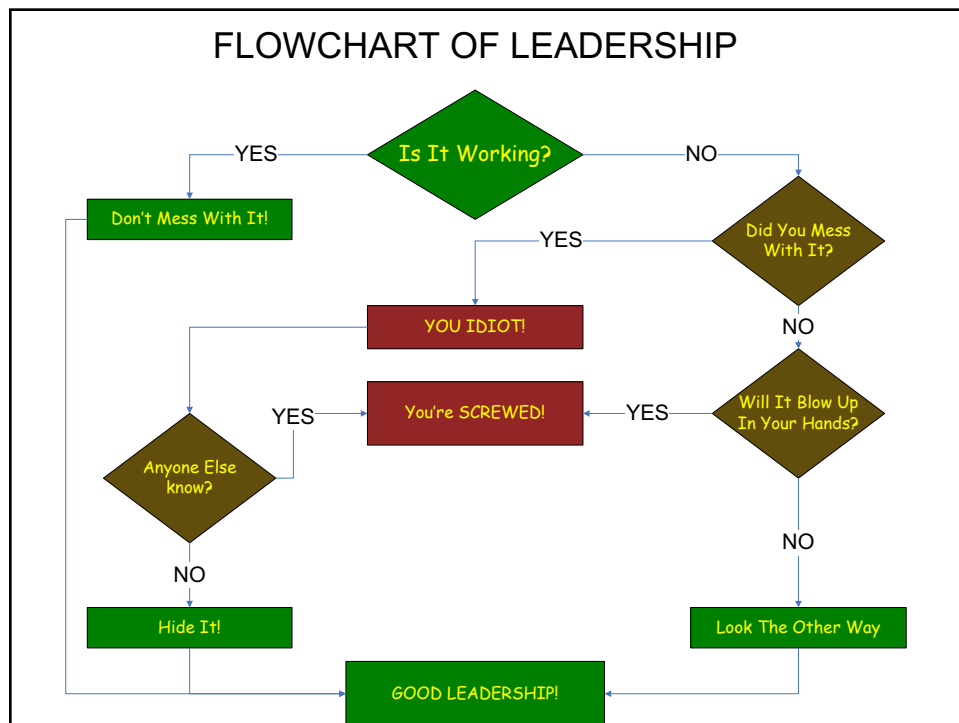 FLOWCHART OF LEADERSHIP
Is It Working?
YES
NO
Don't Mess With It!
Did You Mess
With It?
YES
YOU IDIOT!
NO
You're SCREWED!
YES
YES
Will It Blow Up
In Your Hands?
Anyone Else
know?
NO
NO
Hide It!
Look The Other Way
GOOD LEADERSHIP!